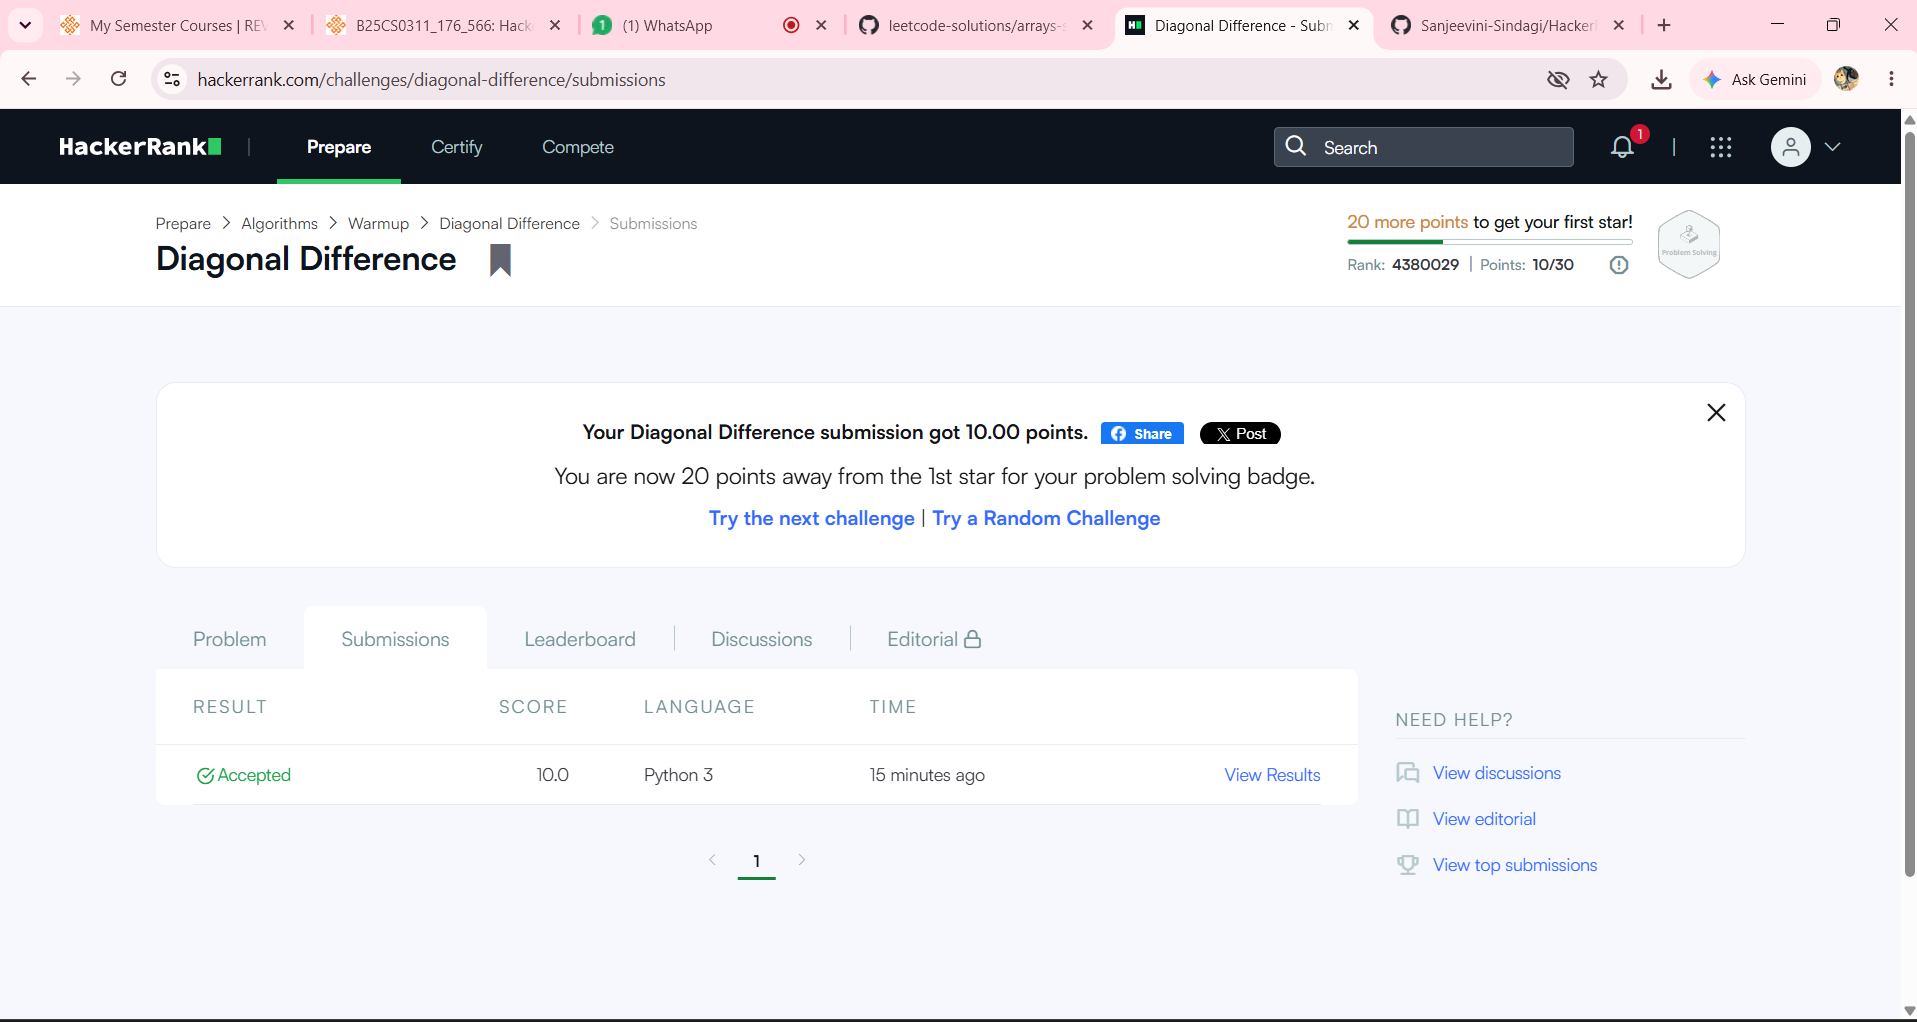 My Semester Courses | REV
B25CS0311_176_566: Hack
(1) WhatsApp
leetcode-solutions/arrays-s
Diagonal Difference - Subm
Sanjeevini-Sindagi/HackerR
hackerrank.com/challenges/diagonal-difference/submissions
Ask Gemini
HackerRank
Prepare
Certify
Compete
Search
1
Prepare > Algorithms > Warmup > Diagonal Difference > Submissions
Diagonal Difference
20 more points to get your first star!
Rank: 4380029 | Points: 10/30
Problem Solving
Your Diagonal Difference submission got 10.00 points.
Share
Post
You are now 20 points away from the 1st star for your problem solving badge.
Try the next challenge | Try a Random Challenge
Problem
Submissions
Leaderboard
Discussions
Editorial
RESULT SCORE LANGUAGE TIME
Accepted 10.0 Python 3 15 minutes ago View Results
1
NEED HELP?
View discussions
View editorial
View top submissions